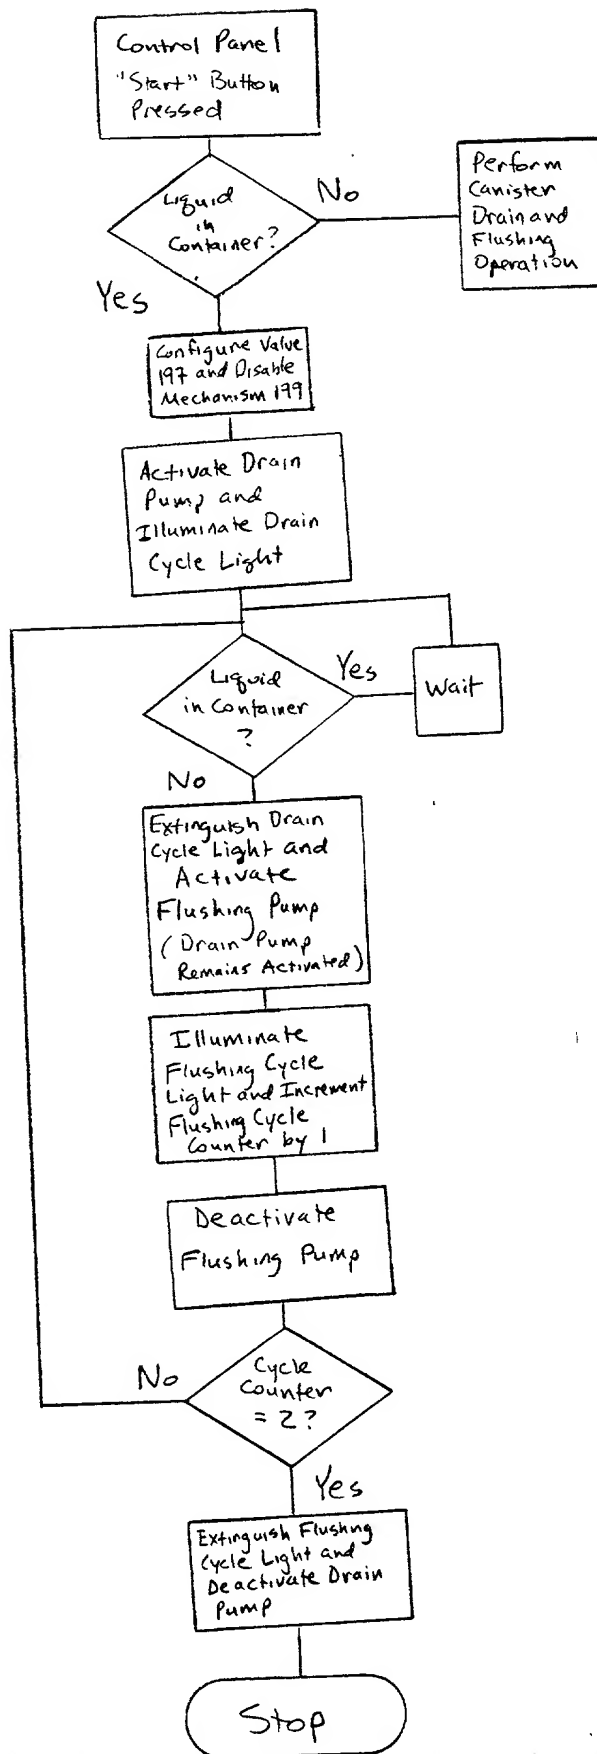 Control Panel
"Start" Button
Pressed
Liquid
in
Container?
No
Perform
Canister
Drain and
Flushing
Operation
Yes
Configure Valve
197 and Disable
Mechanism 199
Activate Drain
Pump and
Illuminate Drain
Cycle Light
Liquid
in Container
?
Yes
Wait
No
Extinguish Drain
Cycle Light and
Activate
Flushing Pump
(Drain Pump
Remains Activated)
Illuminate
Flushing Cycle
Light and Increment
Flushing Cycle
Counter by 1
Deactivate
Flushing Pump
No
Cycle
Counter
= 2?
Yes
Extinguish Flushng
Cycle Light and
Deactivate Drain
Pump
Stop